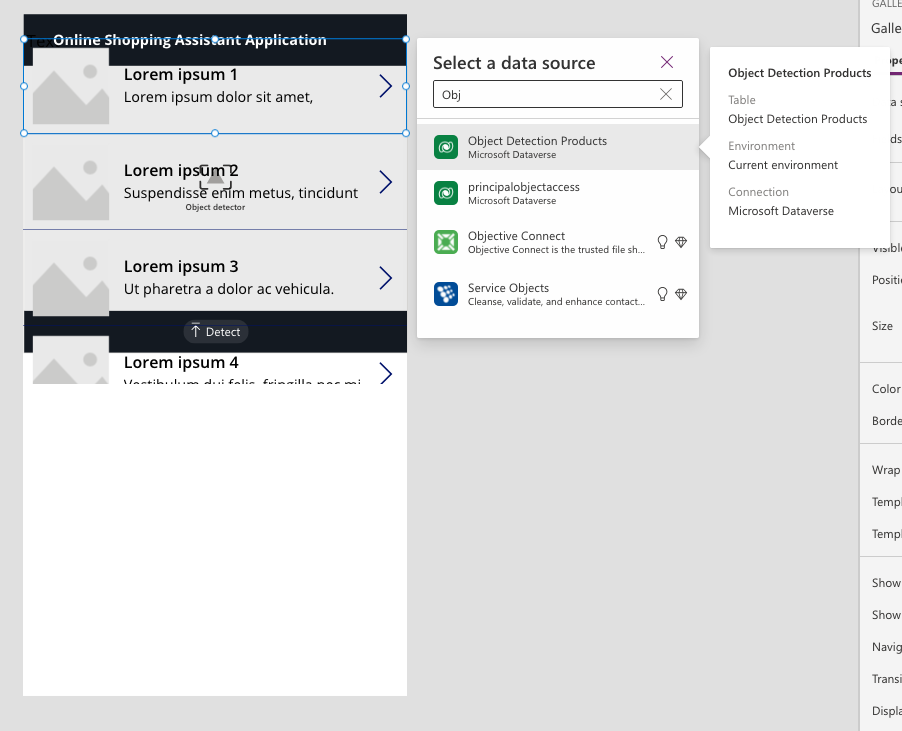 Online Shopping Assistant Application
Lorem ipsum 1
Lorem ipsum dolor sit amet,
Lorem ipsum 2
Suspendisse enim metus, tincidunt
Object detector
Lorem ipsum 3
Ut pharetra a dolor ac vehicula.
Detect
Lorem ipsum 4
Vestibulum dui felis, fringilla nec mi
Select a data source
Obj
Object Detection Products
Microsoft Dataverse
principalobjectaccess
Microsoft Dataverse
Objective Connect
Objective Connect is the trusted file sh...
Service Objects
Cleanse, validate, and enhance contact...
Object Detection Products
Table
Object Detection Products
Environment
Current environment
Connection
Microsoft Dataverse
GALLE
Galle
Visible
Positi
Size
Color
Borde
Wrap
Templ
Templ
Show
Show
Navig
Transi
Displa